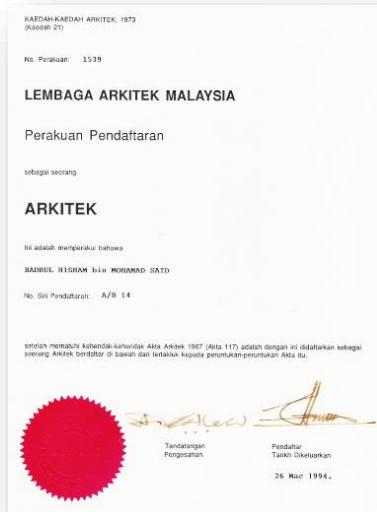 KAEDAH-KAEDAH ARKITEK, 1973
(Kaedah 21)
No. Perakuan: 1539
LEMBAGA ARKITEK MALAYSIA
Perakuan Pendaftaran
sebagai seorang
ARKITEK
Ini adalah memperakui bahawa
BADRUL HISHAM bin MOHAMAD SAID
No. Siri Pendaftaran: A/B 14
setelah mematuhi kehendak-kehendak Akta Arkitek 1967 (Akta 117) adalah dengan ini didaftarkan sebagai
seorang Arkitek berdaftar di bawah dan tertakluk kepada peruntukan-peruntukan Akta itu.
Tandatangan Pendaftar
Pengesahan Tarikh Dikeluarkan
26 Mac 1994.